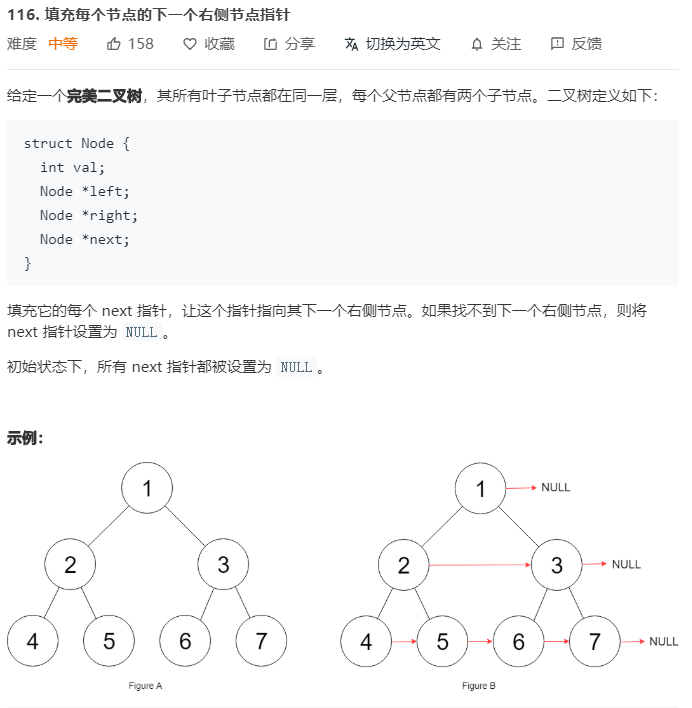 116. 填充每个节点的下一个右侧节点指针
难度 中等 158 收藏 分享 切换为英文 关注 反馈
给定一个完美二叉树，其所有叶子节点都在同一层，每个父节点都有两个子节点。二叉树定义如下：
struct Node {
  int val;
  Node *left;
  Node *right;
  Node *next;
}
填充它的每个 next 指针，让这个指针指向其下一个右侧节点。如果找不到下一个右侧节点，则将
next 指针设置为 NULL 。
初始状态下，所有 next 指针都被设置为 NULL 。
示例：
1
2 3
4 5 6 7
Figure A
1 NULL
2 3 NULL
4 5 6 7 NULL
Figure B